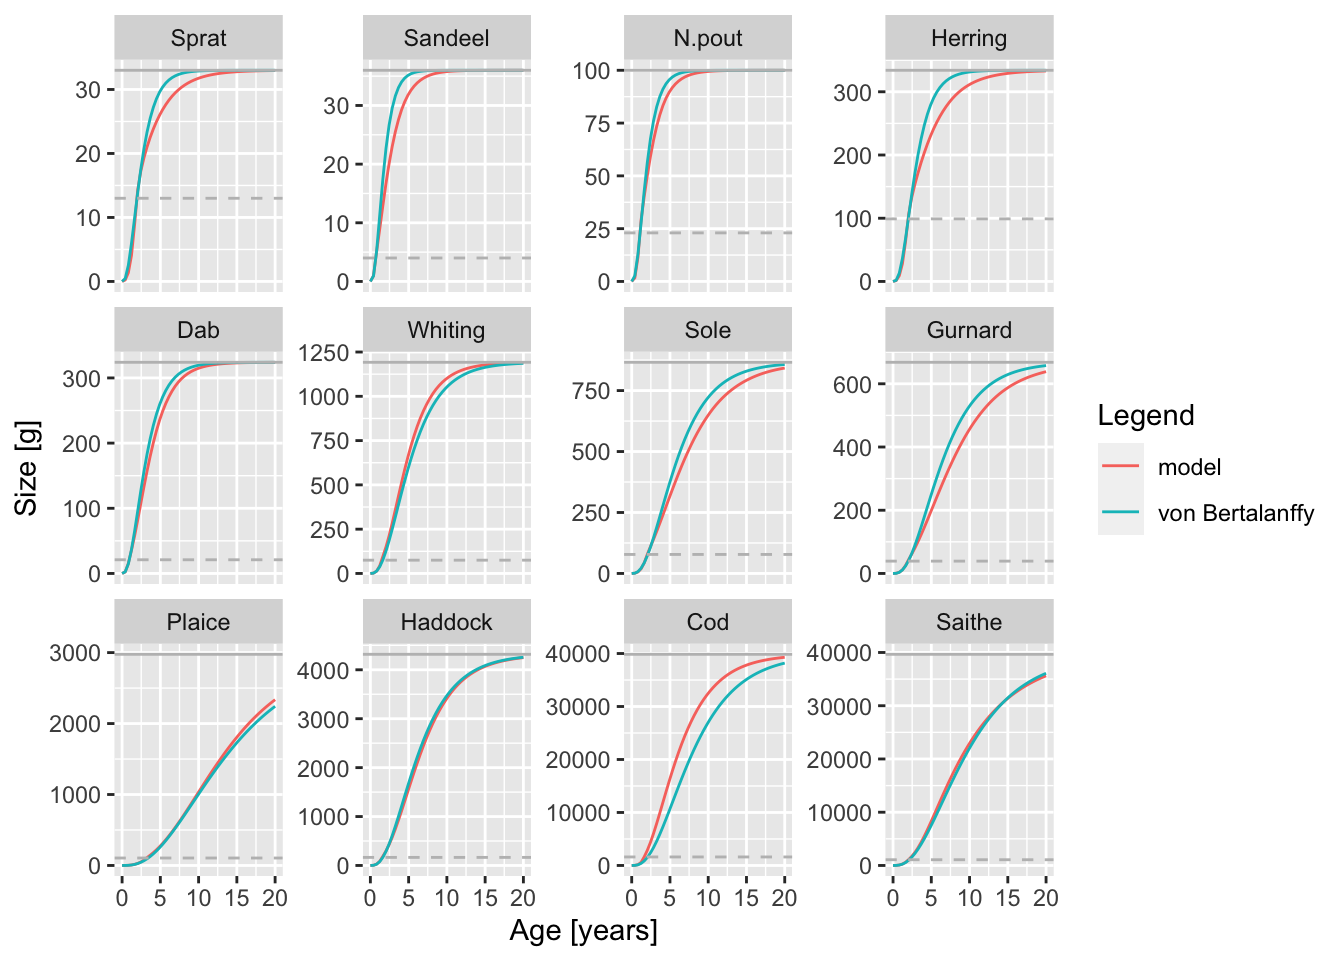 Sprat Sandeel N.pout Herring
30 20 10 0
30 20 10 0
100 75 50 25 0
300 200 100 0
Dab Whiting Sole Gurnard
300 200 100 0
1250 1000 750 500 250 0
750 500 250 0
600 400 200 0
Plaice Haddock Cod Saithe
3000 2000 1000 0
4000 3000 2000 1000 0
40000 30000 20000 10000 0
40000 30000 20000 10000 0
0 5 10 15 20 0 5 10 15 20 0 5 10 15 20 0 5 10 15 20
Age [years]
Size [g]
Legend
model
von Bertalanffy